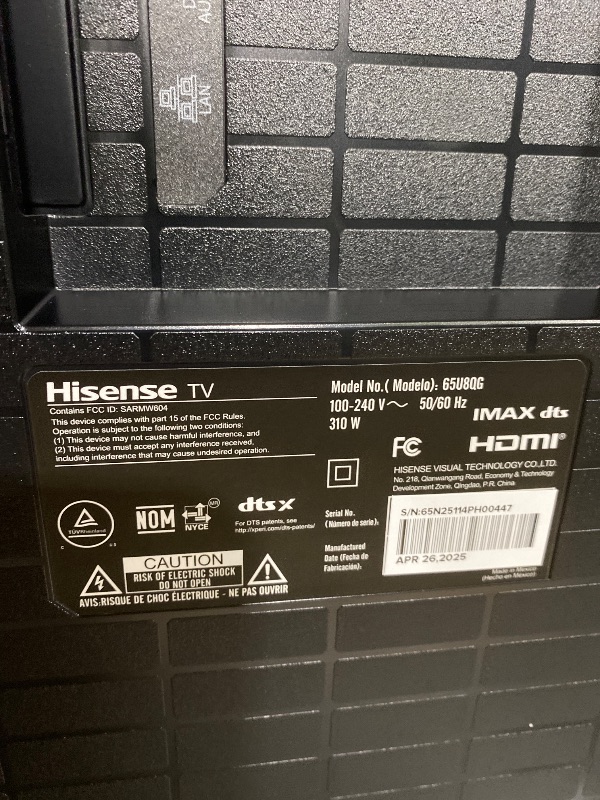 LAN
Hisense TV
Contains FCC ID: SARMW604
This device complies with part 15 of the FCC Rules.
Operation is subject to the following two conditions:
(1) This device may not cause harmful interference, and
(2) This device must accept any interference received,
including interference that may cause undesired operation.
Model No.( Modelo): 65U8QG
100-240 V~ 50/60 Hz
310 W
IMAX dts
FC
HDMI®
HISENSE VISUAL TECHNOLOGY CO.,LTD.
No. 218, Qianwangang Road, Economy & Technology
Development Zone, Qingdao, P.R. China
TÜVRheinland
NOM
NYCE
MR
dts X
For DTS patents, see
http://xperi.com/dts-patents/
Serial No.
(Número de serie):
S/N:65N25114PH00447
Manufactured
Date (Fecha de
Fabricación):
APR 26,2025
Made in Mexico
(Hecho en México)
CAUTION
RISK OF ELECTRIC SHOCK
DO NOT OPEN
AVIS:RISQUE DE CHOC ÉLECTRIQUE - NE PAS OUVRIR